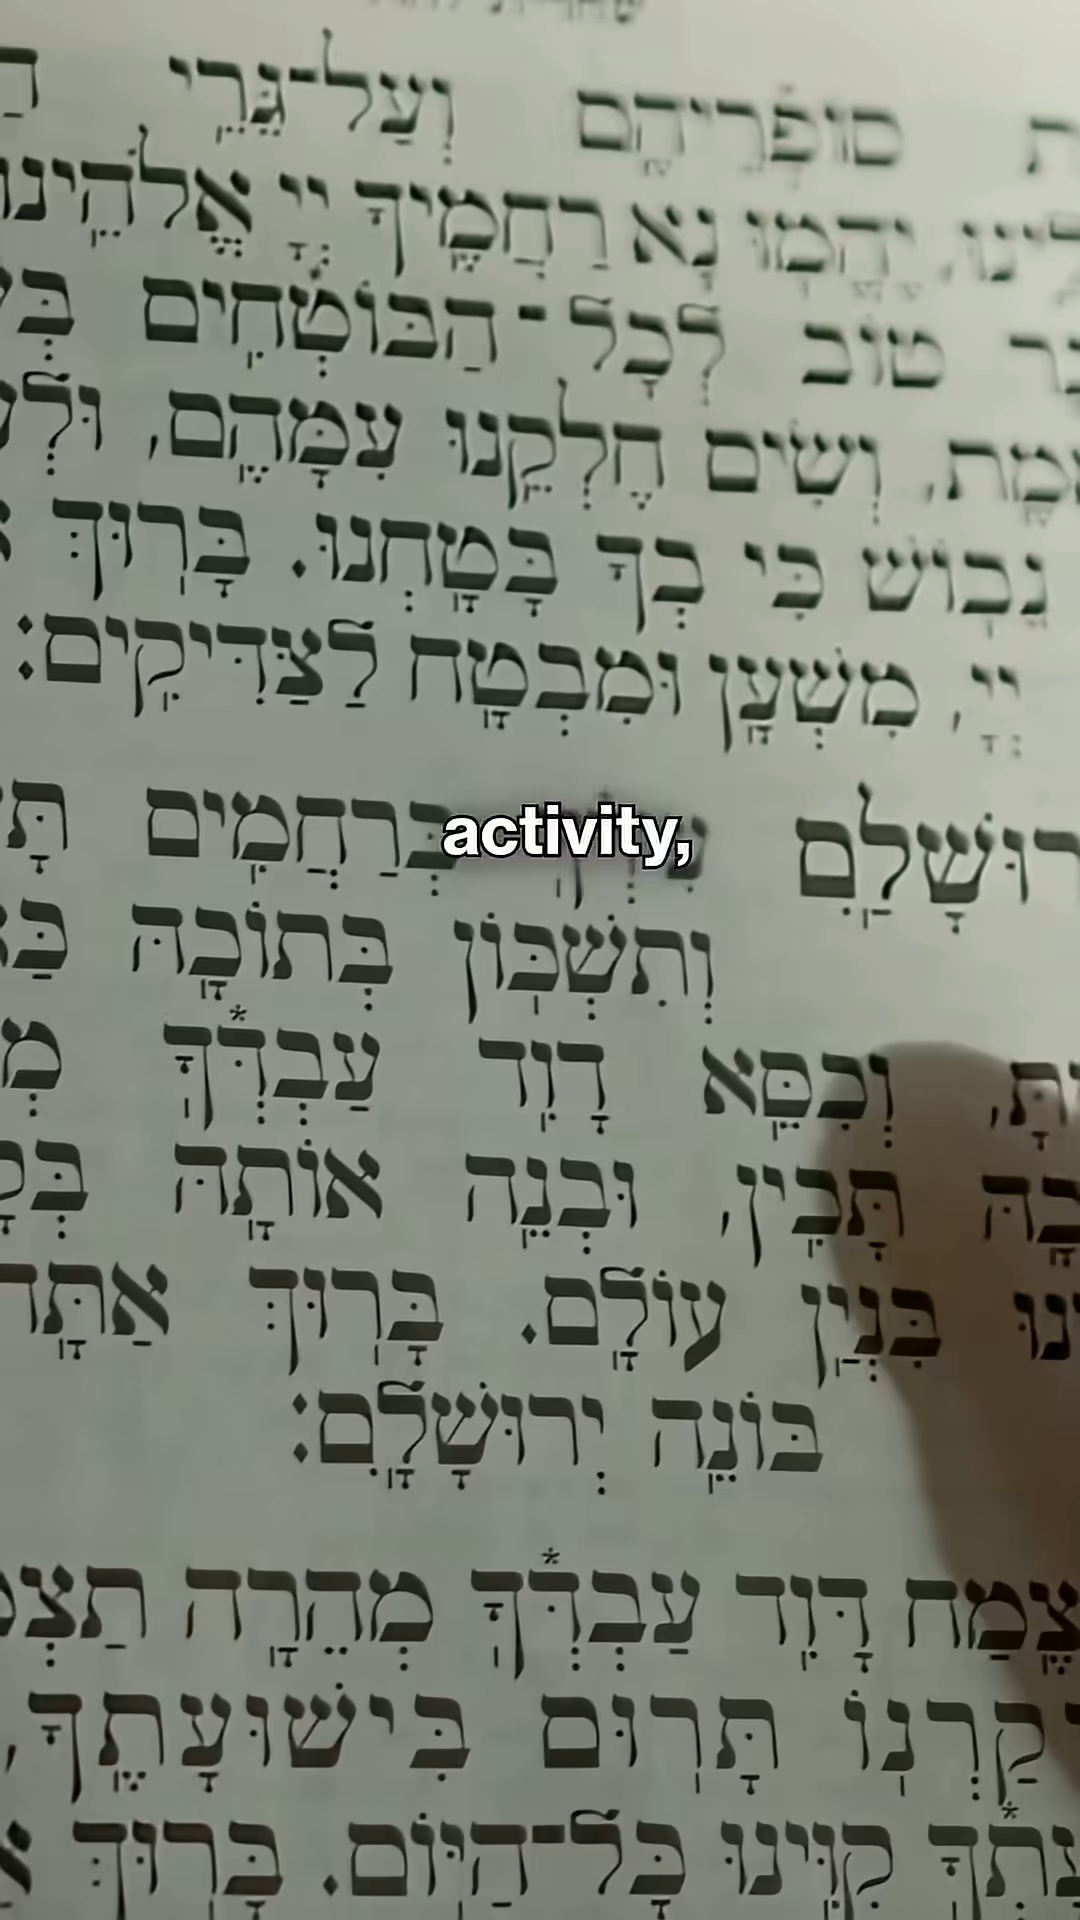 סוֹפְרֵיהֶם וְעַל־גֵּרֵי
יֶהֱמוּ נָא רַחֲמֶיךָ יְיָ אֱלֹהֵינוּ
טוֹב לְכָל־הַבּוֹטְחִים
וְשִׂים חֶלְקֵנוּ עִמָּהֶם,
נֵבוֹשׁ כִּי בְךָ בָּטָחְנוּ. בָּרוּךְ
יְיָ, מִשְׁעָן וּמִבְטָח לַצַּדִּיקִים:
activity,
בְּרַחֲמִים
וְתִשְׁכּוֹן בְּתוֹכָהּ
וְכִסֵּא דָוִד עַבְדְּךָ*
תָּכִין, וּבְנֵה אוֹתָהּ
בִּנְיַן עוֹלָם. בָּרוּךְ
בּוֹנֵה יְרוּשָׁלָיִם:
דָּוִד עַבְדְּךָ* מְהֵרָה
קַרְנוֹ תָּרוּם בִּישׁוּעָתֶךָ,
קִוִּינוּ כָּל־הַיּוֹם. בָּרוּךְ